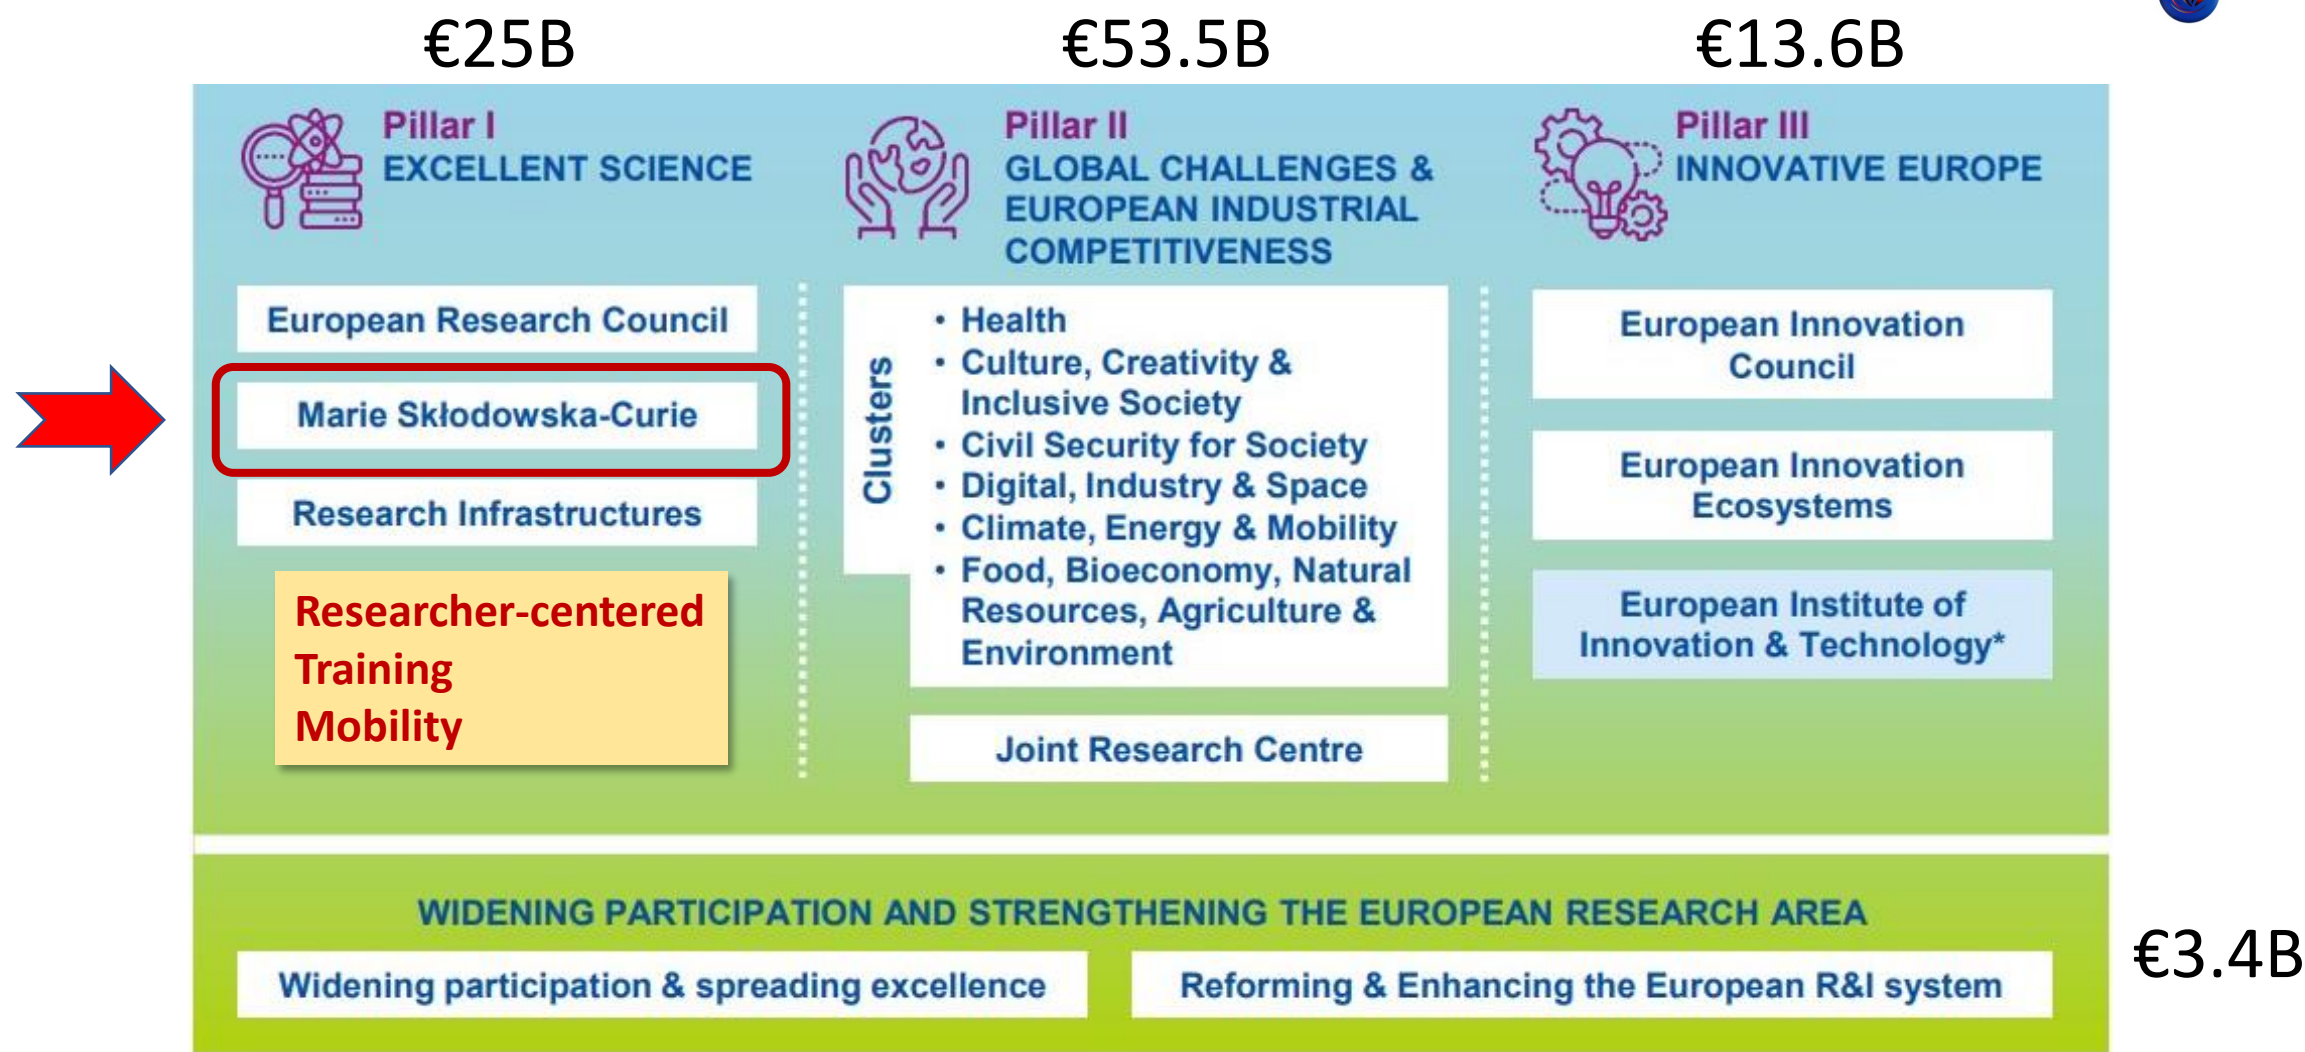 €25B
€53.5B
€13.6B
Pillar I
EXCELLENT SCIENCE
European Research Council
Marie Skłodowska-Curie
Research Infrastructures
Researcher-centered
Training
Mobility
Pillar II
GLOBAL CHALLENGES &
EUROPEAN INDUSTRIAL
COMPETITIVENESS
Clusters
• Health
• Culture, Creativity &
Inclusive Society
• Civil Security for Society
• Digital, Industry & Space
• Climate, Energy & Mobility
• Food, Bioeconomy, Natural
Resources, Agriculture &
Environment
Joint Research Centre
Pillar III
INNOVATIVE EUROPE
European Innovation
Council
European Innovation
Ecosystems
European Institute of
Innovation & Technology*
WIDENING PARTICIPATION AND STRENGTHENING THE EUROPEAN RESEARCH AREA
Widening participation & spreading excellence
Reforming & Enhancing the European R&I system
€3.4B